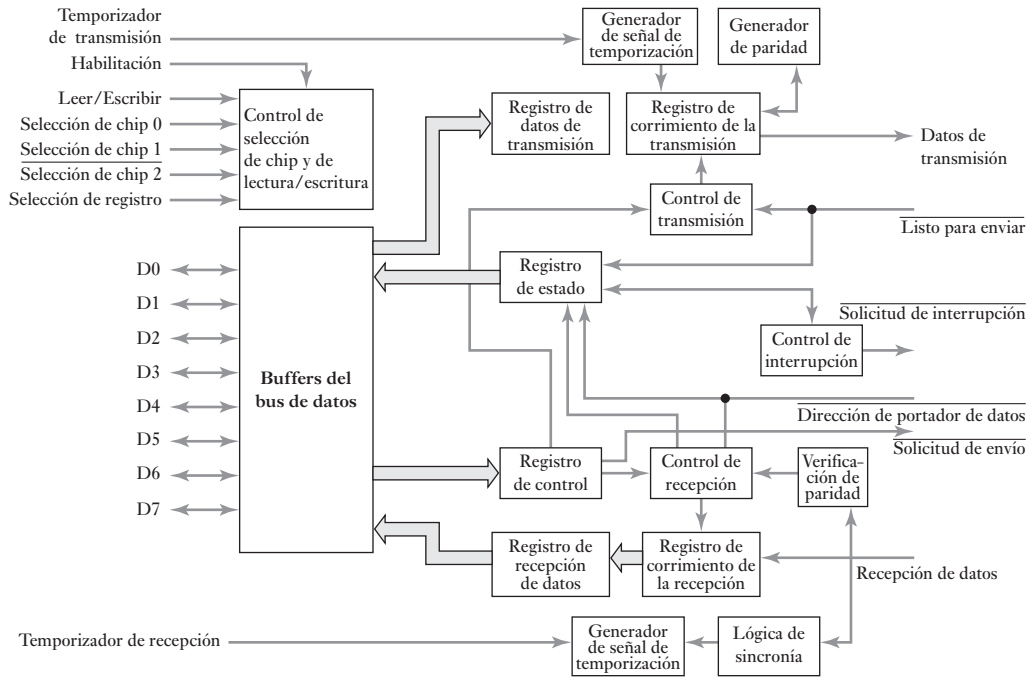 Temporizador
de transmisión
Generador
de señal de
temporización
Generador
de paridad
Habilitación
Leer/Escribir
Selección de chip 0
Selección de chip 1
Selección de chip 2
Selección de registro
Control de
selección
de chip y de
lectura/escritura
Registro de
datos de
transmisión
Registro de
corrimiento de la
transmisión
Datos de
transmisión
Control de
transmisión
Listo para enviar
D0
D1
D2
D3
D4
D5
D6
D7
Buffers del
bus de datos
Registro
de estado
Solicitud de interrupción
Control de
interrupción
Dirección de portador de datos
Solicitud de envío
Registro
de control
Control de
recepción
Verifica-
ción de
paridad
Registro de
recepción
de datos
Registro de
corrimiento de
la recepción
Recepción de datos
Temporizador de recepción
Generador
de señal de
temporización
Lógica de
sincronía